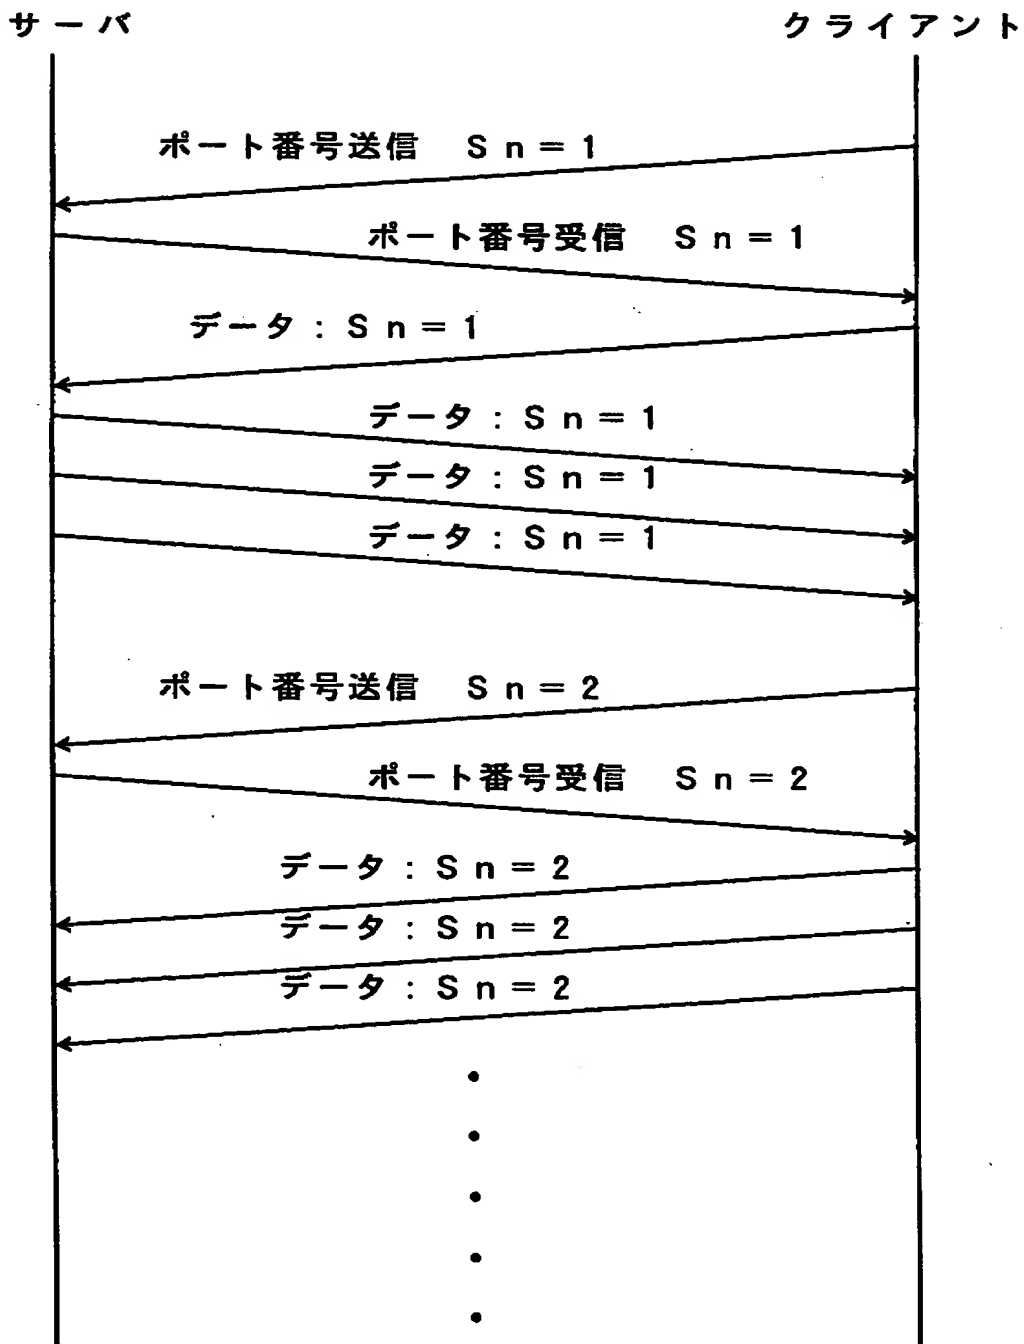 サーバ
クライアント
ポート番号送信 Sn=1
ポート番号受信 Sn=1
データ:Sn=1
データ:Sn=1
データ:Sn=1
データ:Sn=1
ポート番号送信 Sn=2
ポート番号受信 Sn=2
データ:Sn=2
データ:Sn=2
データ:Sn=2